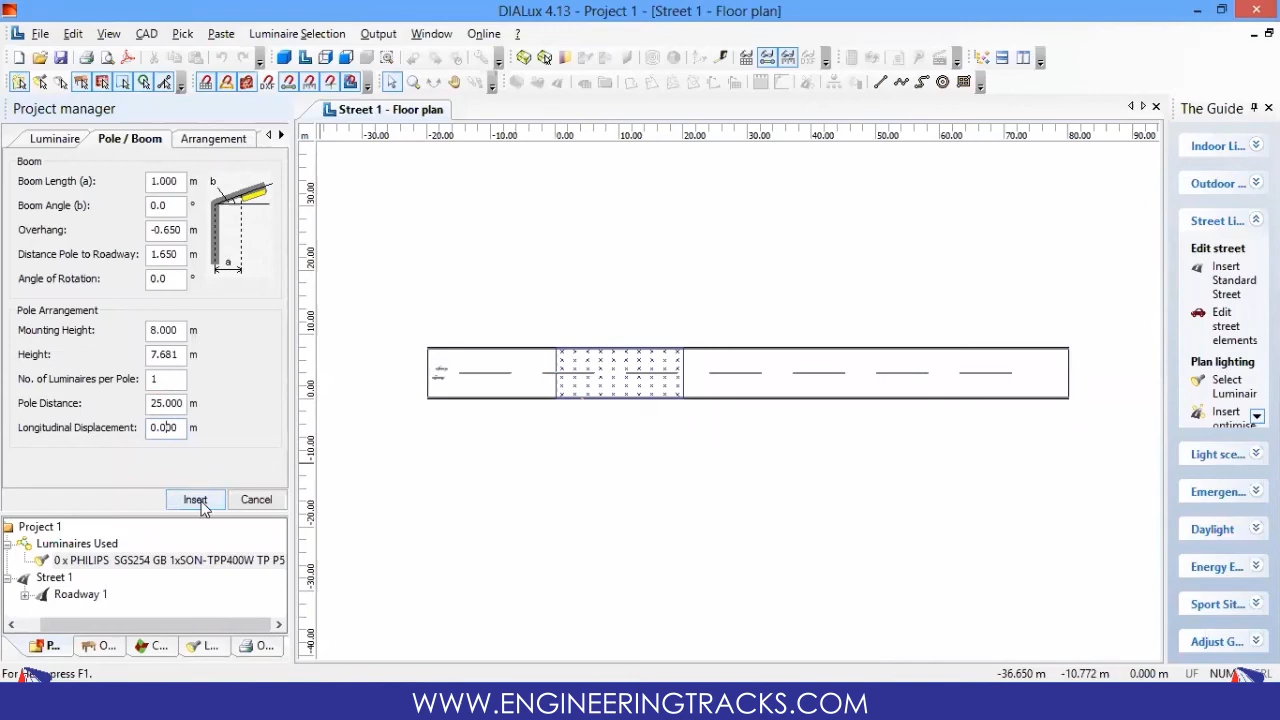 DIALux 4.13 - Project 1 - [Street 1 - Floor plan]
File Edit View CAD Pick Paste Luminaire Selection Output Window Online ?
Project manager
Street 1 - Floor plan
The Guide
Luminaire Pole / Boom Arrangement
m -30.00 -20.00 -10.00 0.00 10.00 20.00 30.00 40.00 50.00 60.00 70.00 80.00 90.00
Boom
Boom Length (a): 1.000 m
Boom Angle (b): 0.0 °
Overhang: -0.650 m
Distance Pole to Roadway: 1.650 m
Angle of Rotation: 0.0 °
b
a
Pole Arrangement
Mounting Height: 8.000 m
Height: 7.681 m
No. of Luminaires per Pole: 1
Pole Distance: 25.000 m
Longitudinal Displacement: 0.000 m
Insert Cancel
Project 1
Luminaires Used
0 x PHILIPS SGS254 GB 1xSON-TPP400W TP P5
Street 1
Roadway 1
P... O... C... L... O...
30.00
20.00
10.00
0.00
-10.00
-20.00
-30.00
-40.00
Indoor Li...
Outdoor ...
Street Li...
Edit street
Insert
Standard
Street
Edit
street
elements
Plan lighting
Select
Luminair
Insert
optimise
Light sce...
Emergen...
Daylight
Energy E...
Sport Sit...
Adjust G...
For press F1.
-36.650 m -10.772 m 0.000 m UF NUM
WWW.ENGINEERINGTRACKS.COM